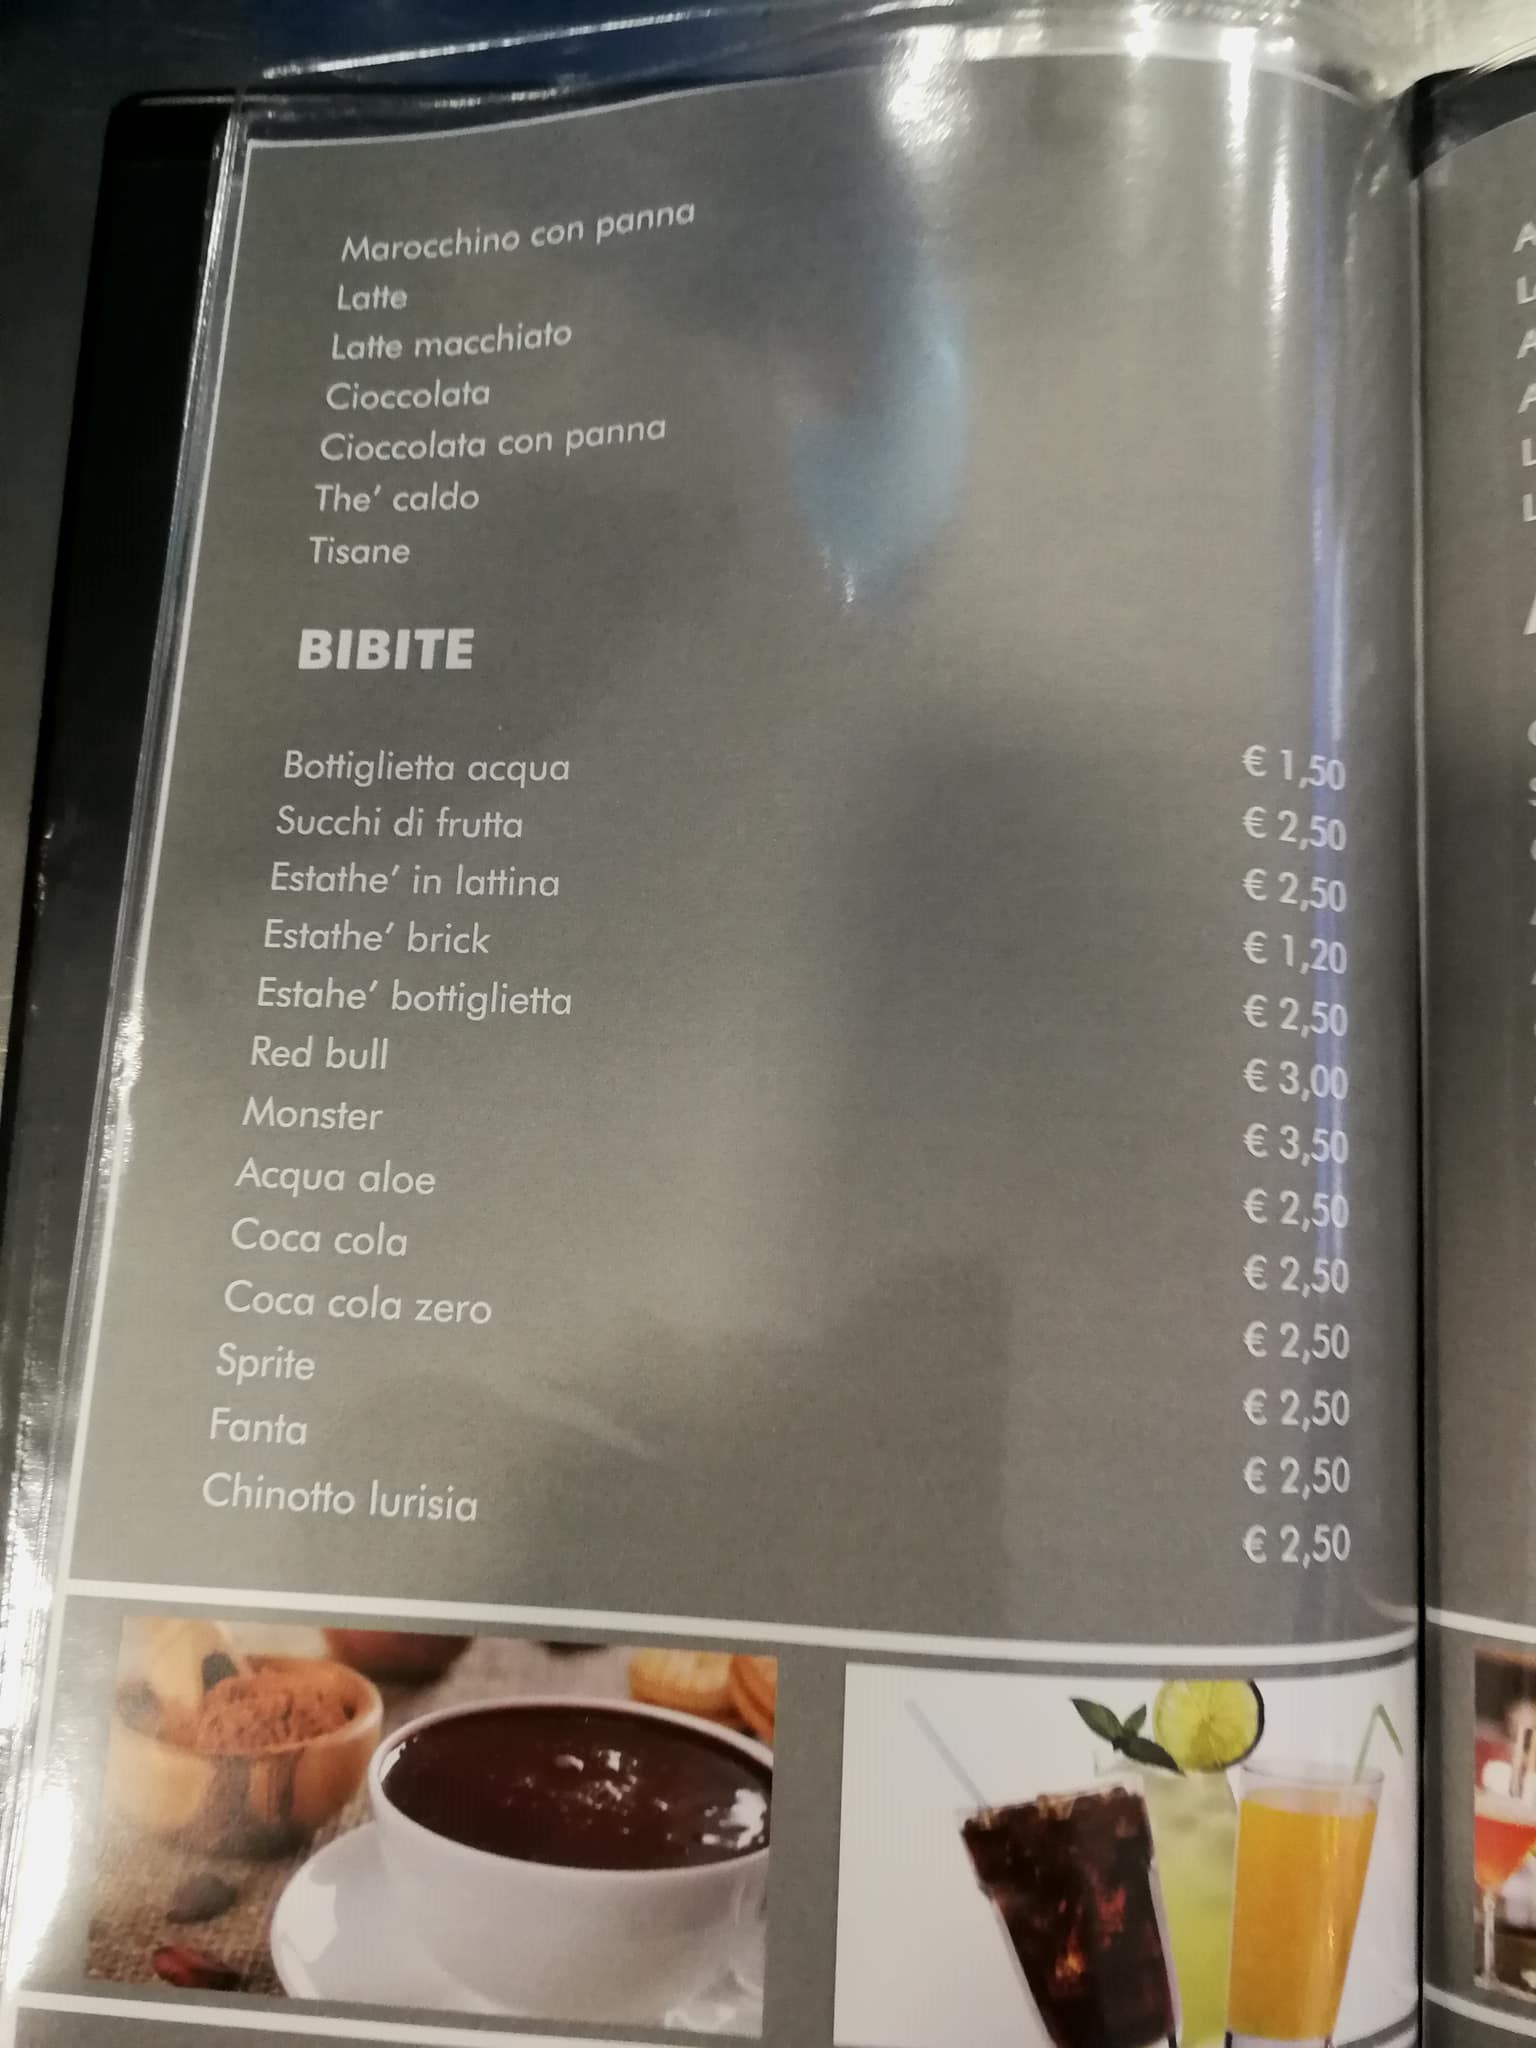 Marocchino con panna
Latte
Latte macchiato
Cioccolata
Cioccolata con panna
The' caldo
Tisane
BIBITE
Bottiglietta acqua € 1,50
Succhi di frutta € 2,50
Estathe' in lattina € 2,50
Estathe' brick € 1,20
Estahe' bottiglietta € 2,50
Red bull € 3,00
Monster € 3,50
Acqua aloe € 2,50
Coca cola € 2,50
Coca cola zero € 2,50
Sprite € 2,50
Fanta € 2,50
Chinotto lurisia € 2,50